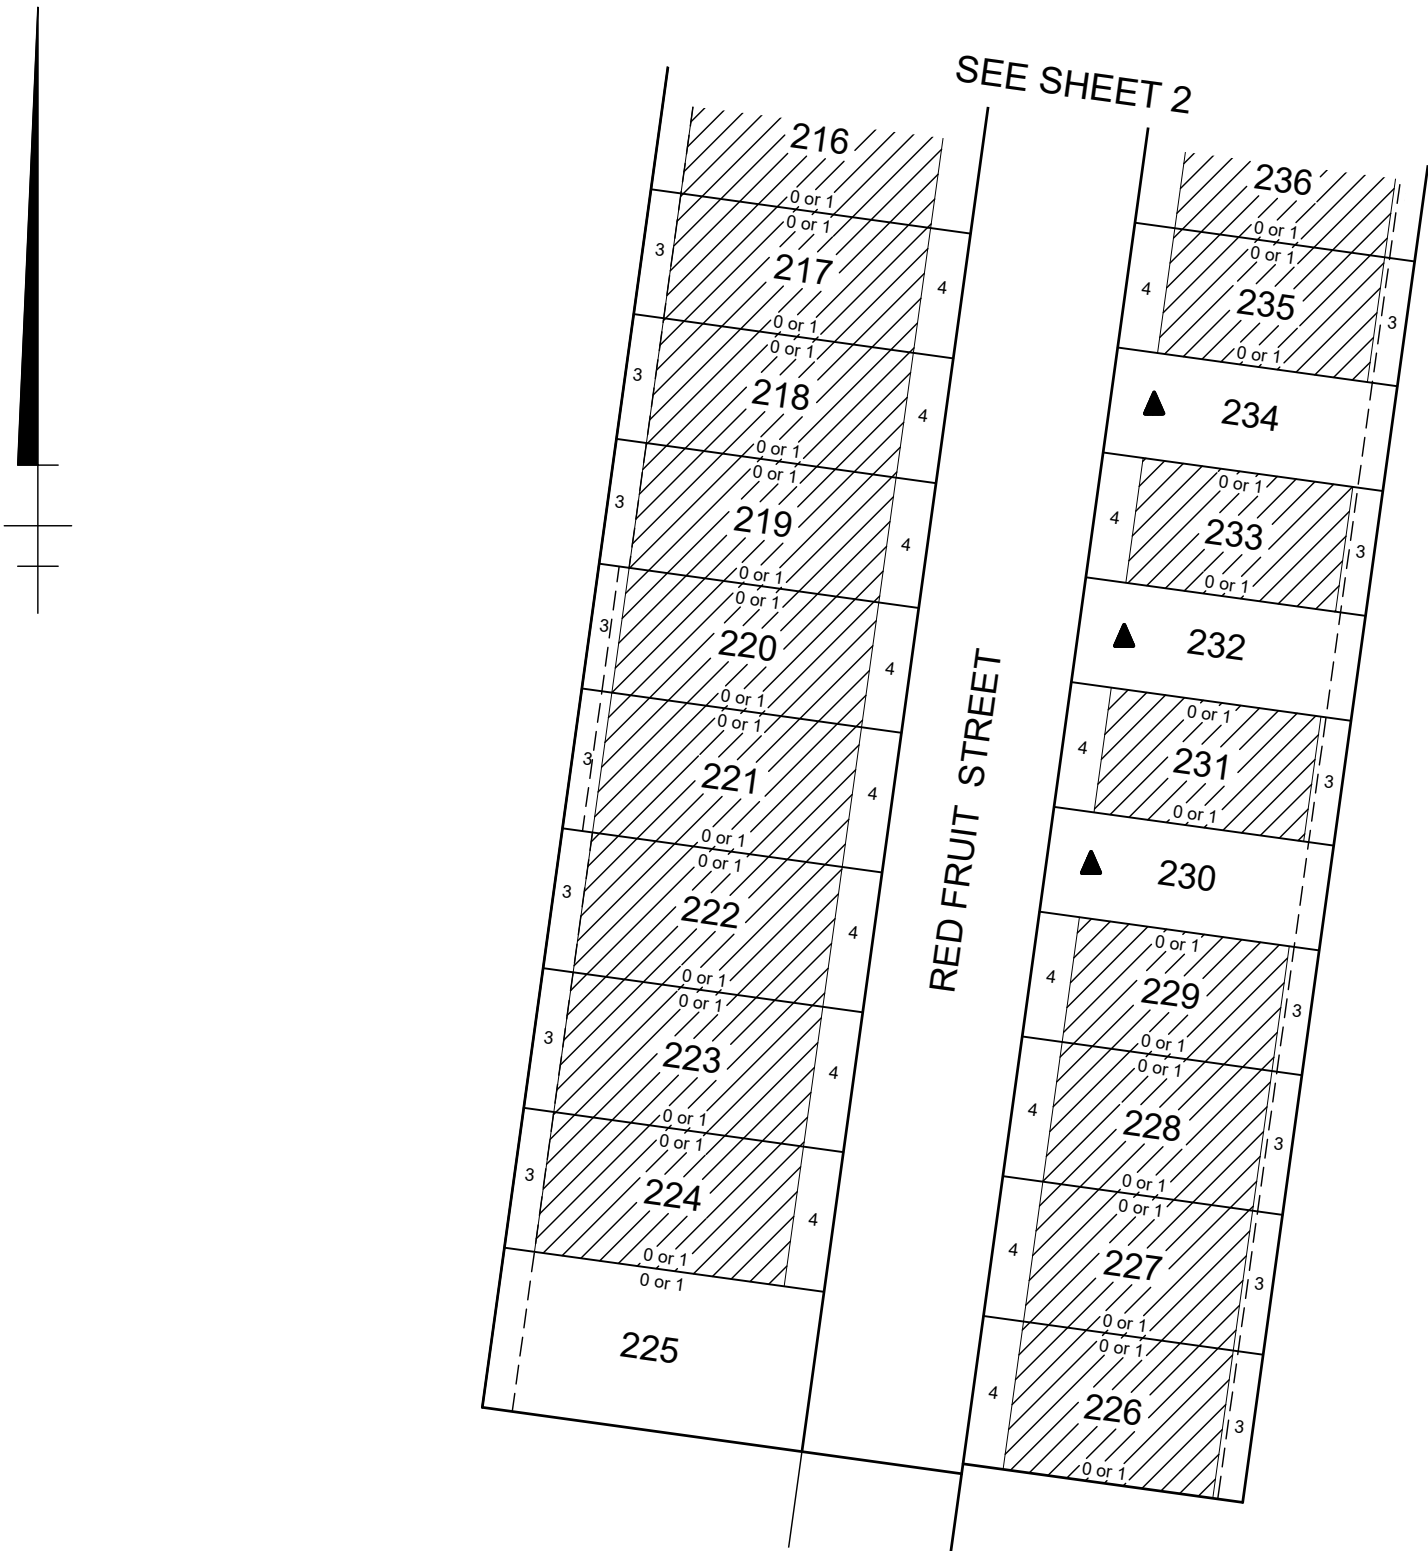 SEE SHEET 2
216
0 or 1
0 or 1
3
217
4
0 or 1
0 or 1
3
218
4
0 or 1
0 or 1
3
219
4
0 or 1
0 or 1
3
220
4
0 or 1
0 or 1
3
221
4
0 or 1
0 or 1
3
222
4
0 or 1
0 or 1
3
223
4
0 or 1
0 or 1
3
224
4
0 or 1
0 or 1
225
RED FRUIT STREET
236
0 or 1
0 or 1
4
235
3
0 or 1
234
0 or 1
4
233
3
0 or 1
232
0 or 1
4
231
3
0 or 1
230
0 or 1
4
229
3
0 or 1
0 or 1
4
228
3
0 or 1
0 or 1
4
227
3
0 or 1
0 or 1
4
226
3
0 or 1